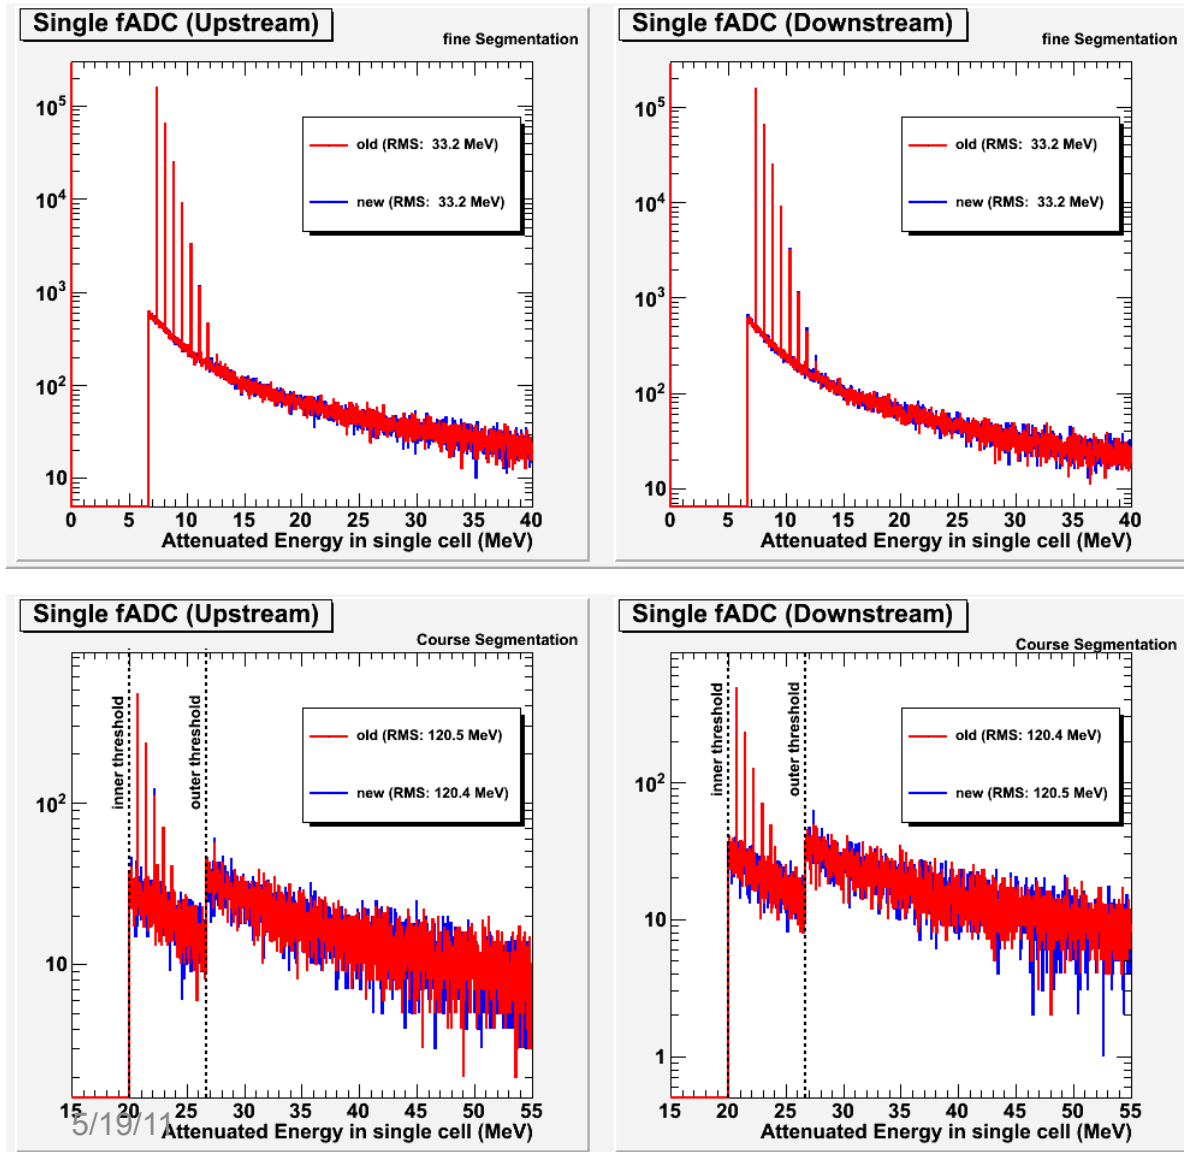 Single fADC (Upstream)
fine Segmentation
10^5
10^4
10^3
10^2
10
old (RMS: 33.2 MeV)
new (RMS: 33.2 MeV)
0 5 10 15 20 25 30 35 40
Attenuated Energy in single cell (MeV)
Single fADC (Downstream)
fine Segmentation
10^5
10^4
10^3
10^2
10
old (RMS: 33.2 MeV)
new (RMS: 33.2 MeV)
0 5 10 15 20 25 30 35 40
Attenuated Energy in single cell (MeV)
Single fADC (Upstream)
Course Segmentation
inner threshold
outer threshold
old (RMS: 120.5 MeV)
new (RMS: 120.4 MeV)
10^2
10
15 20 25 30 35 40 45 50 55
5/19/11
Attenuated Energy in single cell (MeV)
Single fADC (Downstream)
Course Segmentation
inner threshold
outer threshold
old (RMS: 120.4 MeV)
new (RMS: 120.5 MeV)
10^2
10
1
15 20 25 30 35 40 45 50 55
Attenuated Energy in single cell (MeV)